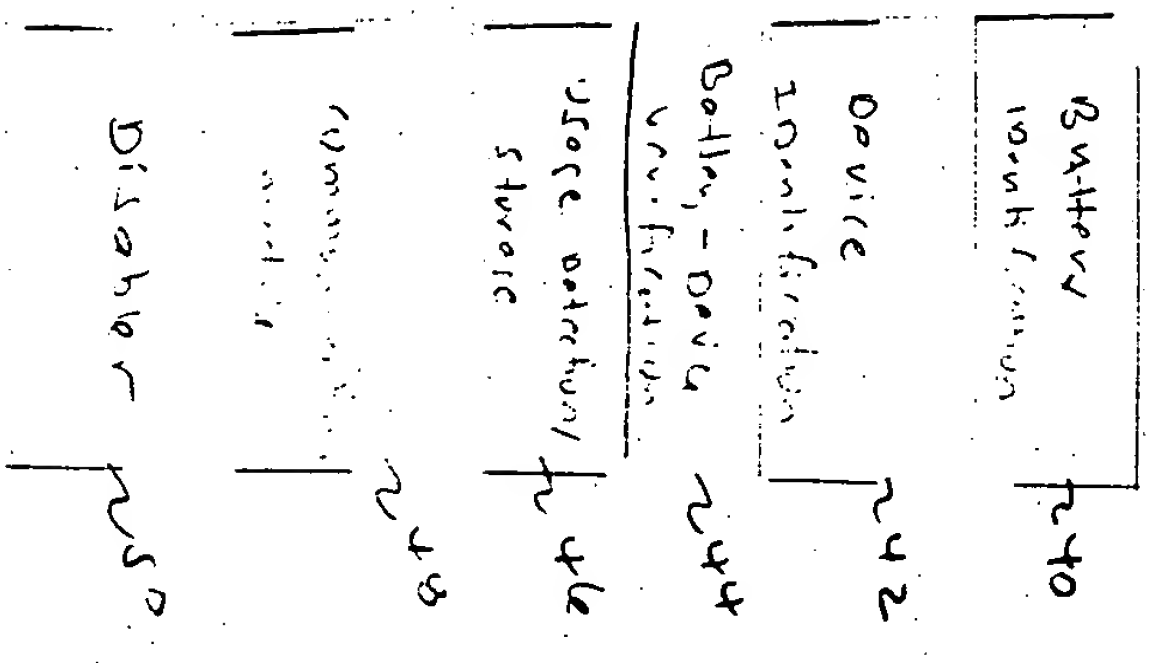 Battery
Identification
240
Device
Identification
242
Battery-Device
Verification
244
Usage Detection/
Storage
246
248
Disabler
250